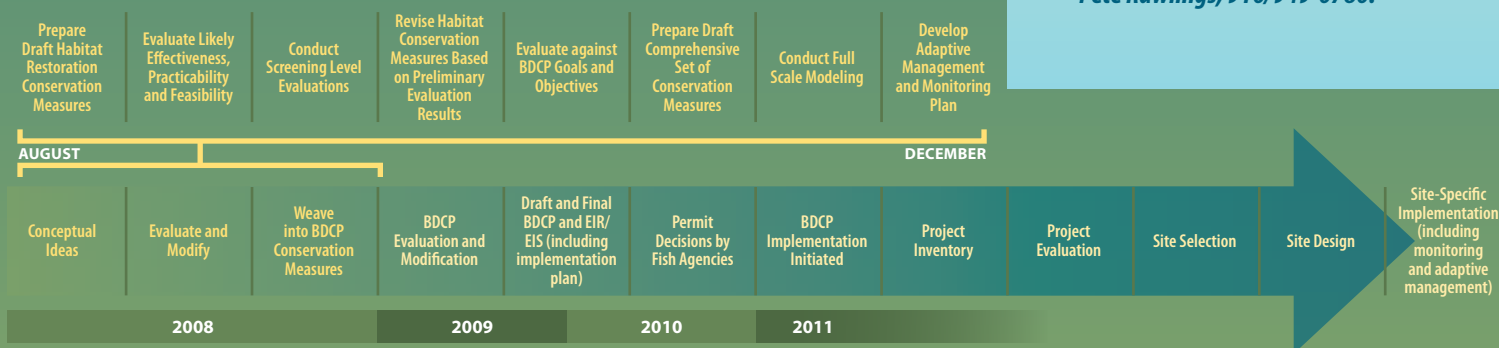 Pete Rawlings, 916/949-6786.
Prepare
Draft Habitat
Restoration
Conservation
Measures
Evaluate Likely
Effectiveness,
Practicability
and Feasibility
Conduct
Screening Level
Evaluations
Revise Habitat
Conservation
Measures Based
on Preliminary
Evaluation
Results
Evaluate against
BDCP Goals and
Objectives
Prepare Draft
Comprehensive
Set of
Conservation
Measures
Conduct Full
Scale Modeling
Develop
Adaptive
Management
and Monitoring
Plan
AUGUST
DECEMBER
Conceptual
Ideas
Evaluate and
Modify
Weave
into BDCP
Conservation
Measures
BDCP
Evaluation and
Modification
Draft and Final
BDCP and EIR/
EIS (including
implementation
plan)
Permit
Decisions by
Fish Agencies
BDCP
Implementation
Initiated
Project
Inventory
Project
Evaluation
Site Selection
Site Design
Site-Specific
Implementation
(including
monitoring
and adaptive
management)
2008
2009
2010
2011